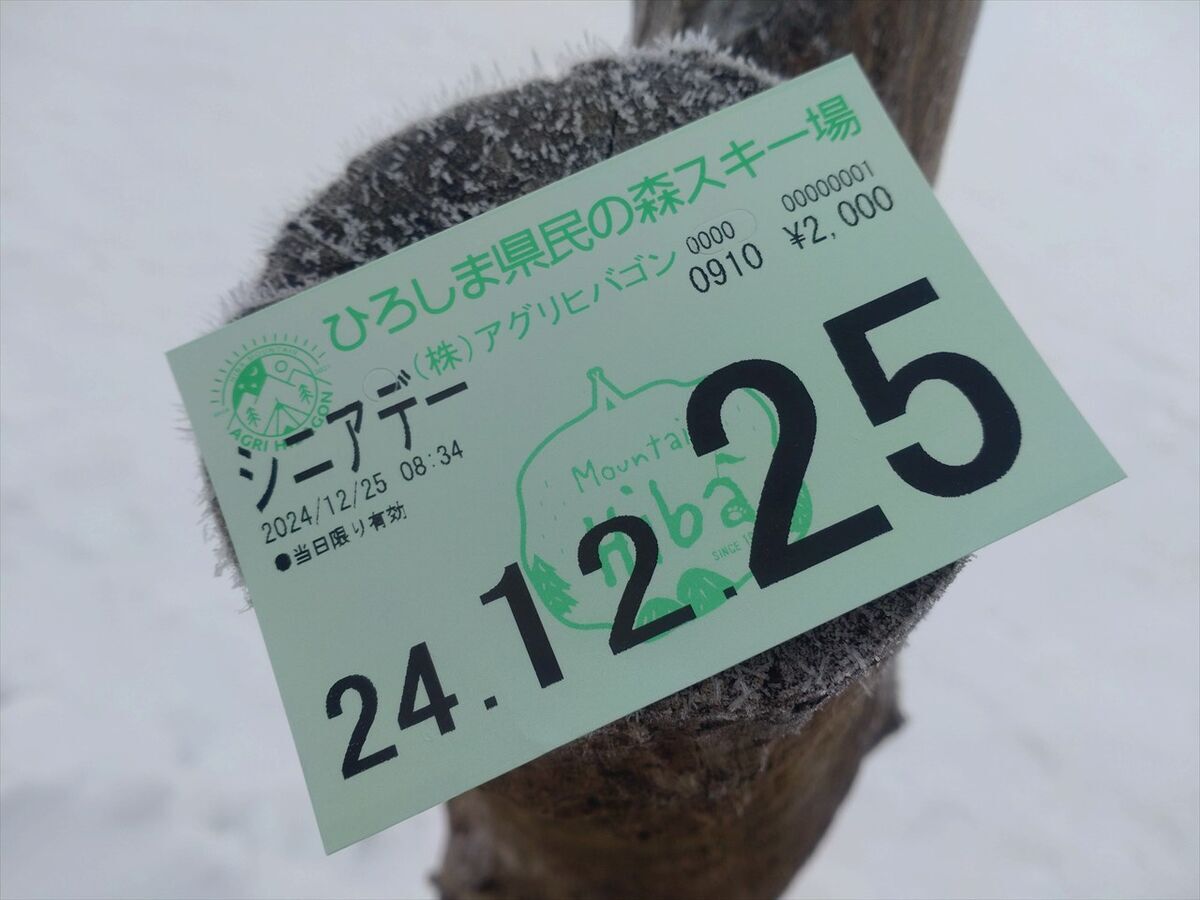 ひろしま県民の森スキー場
(株)アグリヒバゴン
0000
00000001
0910
¥2,000
シニアデー
2024/12/25 08:34
●当日限り有効
Mountain
Hiba
SINCE
24.12.25
AGRI